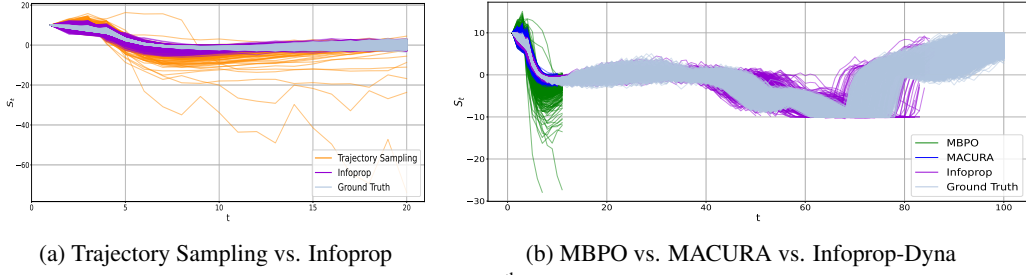 20
0
−20
−40
−60
S_t
0
5
10
15
20
t
Trajectory Sampling
Infoprop
Ground Truth
(a) Trajectory Sampling vs. Infoprop
10
0
−10
−20
−30
S_t
0
20
40
60
80
100
t
MBPO
MACURA
Infoprop
Ground Truth
(b) MBPO vs. MACURA vs. Infoprop-Dyna
th